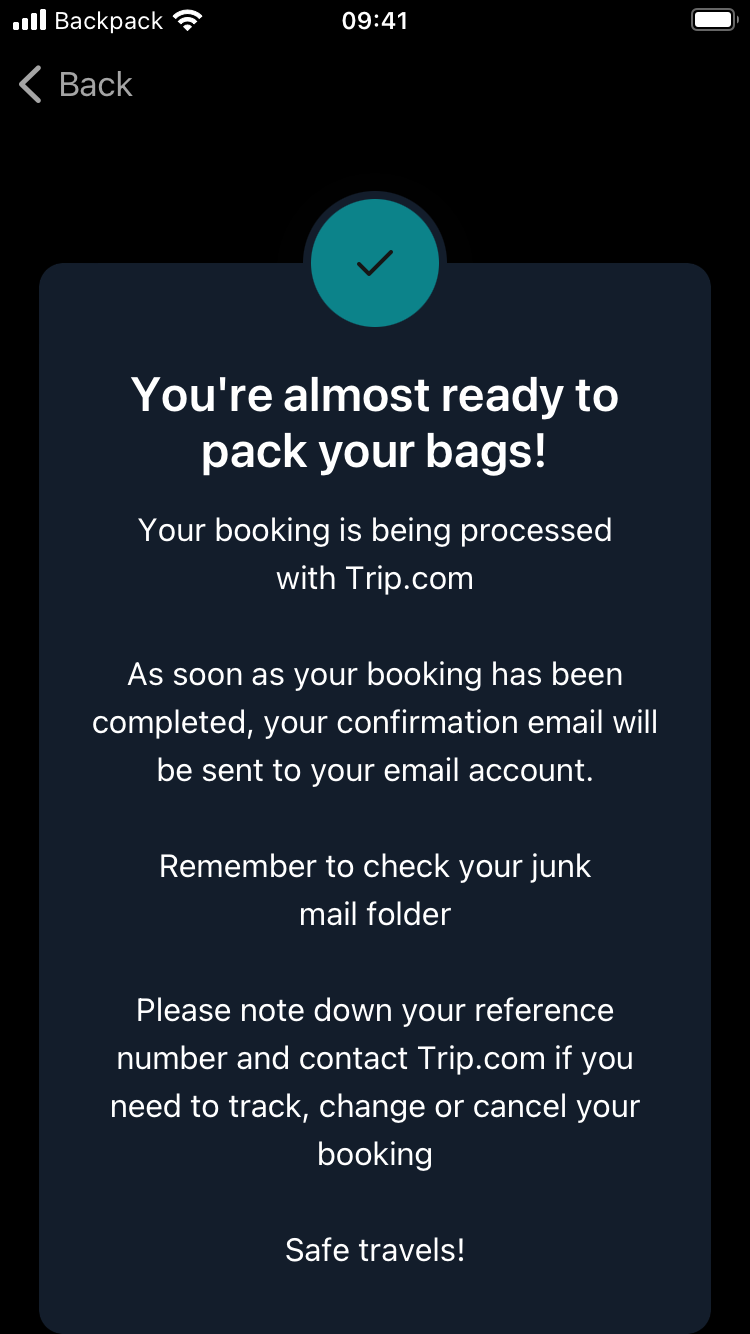 Backpack
09:41
Back
You're almost ready to
pack your bags!
Your booking is being processed
with Trip.com
As soon as your booking has been
completed, your confirmation email will
be sent to your email account.
Remember to check your junk
mail folder
Please note down your reference
number and contact Trip.com if you
need to track, change or cancel your
booking
Safe travels!